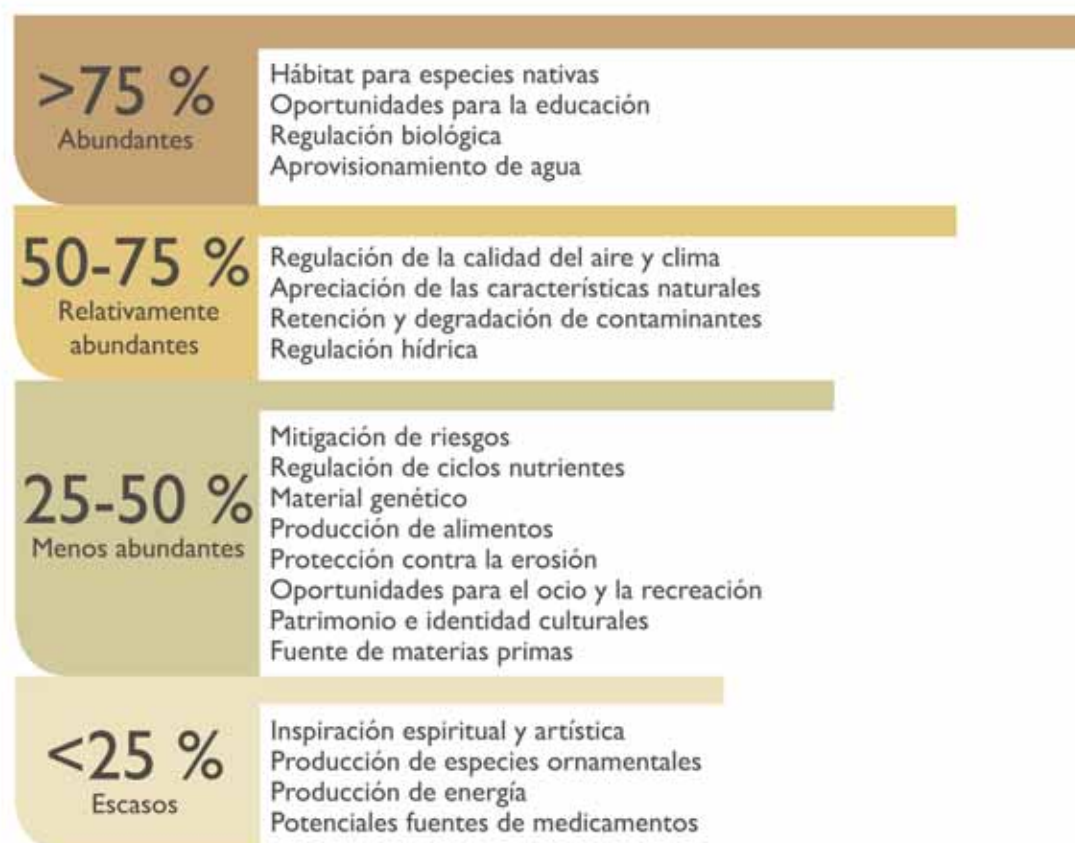 >75 %
Abundantes
Hábitat para especies nativas
Oportunidades para la educación
Regulación biológica
Aprovisionamiento de agua
50-75 %
Relativamente
abundantes
Regulación de la calidad del aire y clima
Apreciación de las características naturales
Retención y degradación de contaminantes
Regulación hídrica
25-50 %
Menos abundantes
Mitigación de riesgos
Regulación de ciclos nutrientes
Material genético
Producción de alimentos
Protección contra la erosión
Oportunidades para el ocio y la recreación
Patrimonio e identidad culturales
Fuente de materias primas
<25 %
Escasos
Inspiración espiritual y artística
Producción de especies ornamentales
Producción de energía
Potenciales fuentes de medicamentos